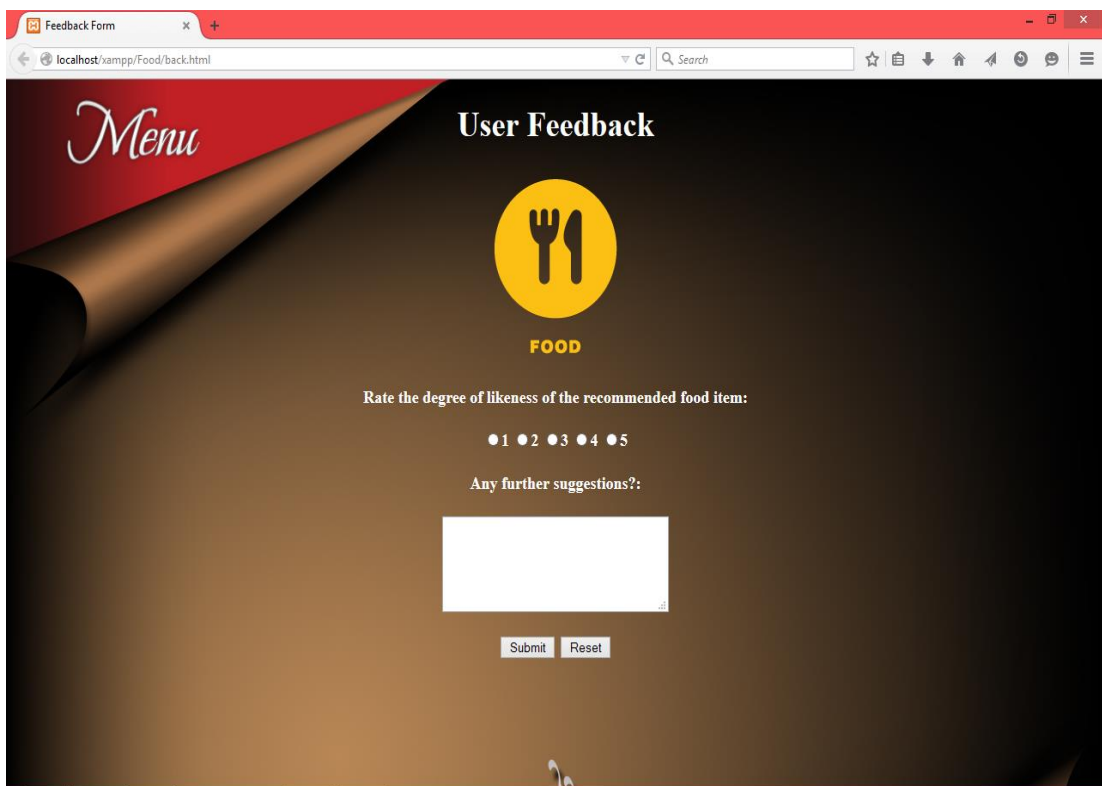 Feedback Form
localhost/xampp/Food/back.html
Search
Menu
User Feedback
FOOD
Rate the degree of likeness of the recommended food item:
1 2 3 4 5
Any further suggestions?:
Submit Reset